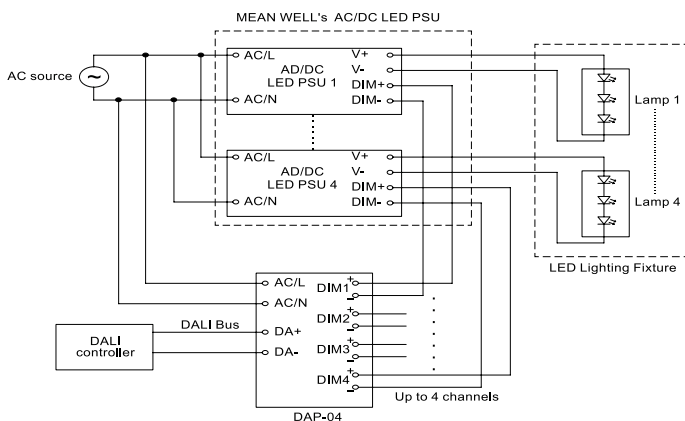 MEAN WELL's AC/DC LED PSU
AC source
~
AC/L
AC/N
AD/DC
LED PSU 1
V+
V-
DIM+
DIM-
AC/L
AC/N
AD/DC
LED PSU 4
V+
V-
DIM+
DIM-
Lamp 1
Lamp 4
LED Lighting Fixture
DALI
controller
DALI Bus
AC/L
AC/N
DA+
DA-
DIM1
+
-
DIM2
+
-
DIM3
+
-
DIM4
+
-
Up to 4 channels
DAP-04